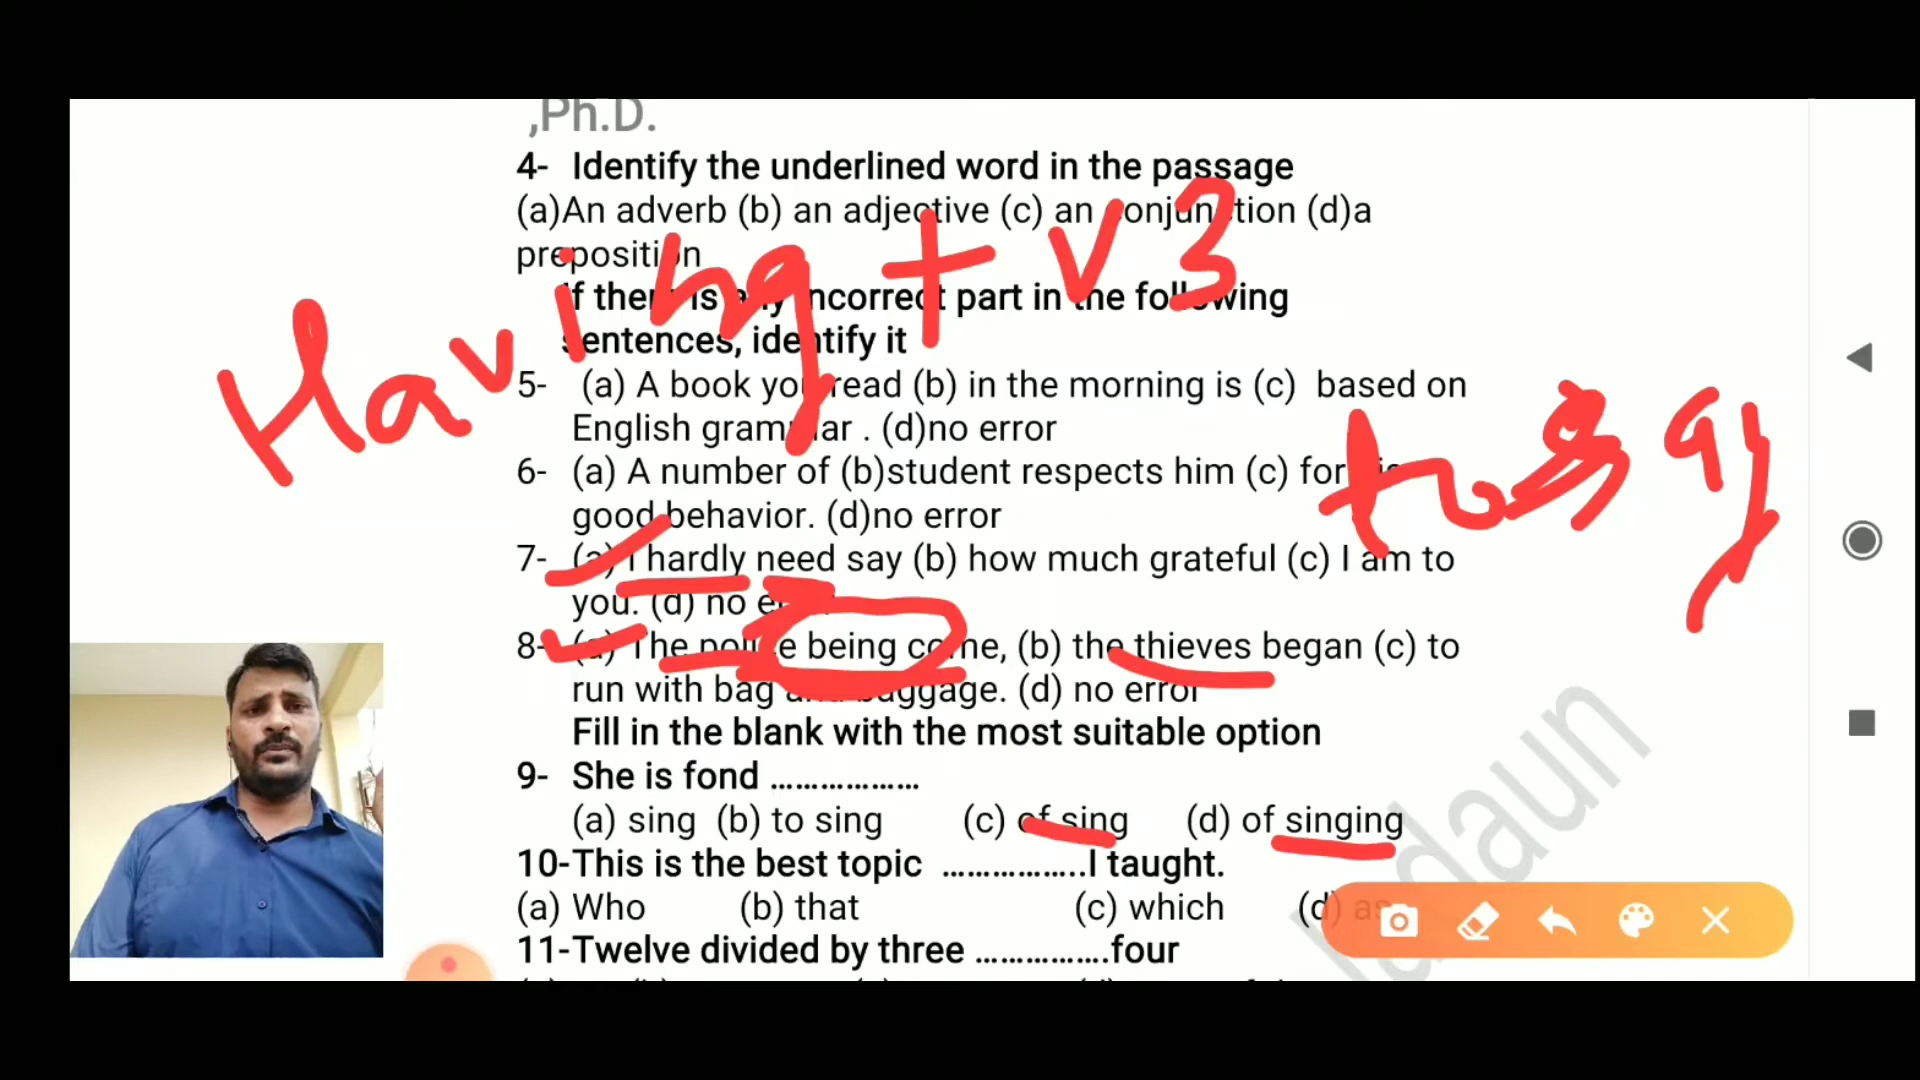 ,Ph.D.
4- Identify the underlined word in the passage
(a)An adverb (b) an adjective (c) an conjunction (d)a
preposition
If there is any incorrect part in the following
sentences, identify it
Having + v3
5- (a) A book you read (b) in the morning is (c) based on
English grammar . (d)no error
6- (a) A number of (b)student respects him (c) for his
good behavior. (d)no error
to say
7- (a) I hardly need say (b) how much grateful (c) I am to
you. (d) no error
8- (a) The police being come, (b) the thieves began (c) to
run with bag and baggage. (d) no error
Fill in the blank with the most suitable option
9- She is fond ………………
(a) sing (b) to sing (c) of sing (d) of singing
10-This is the best topic ……………..I taught.
(a) Who (b) that (c) which (d) as
11-Twelve divided by three …………….four